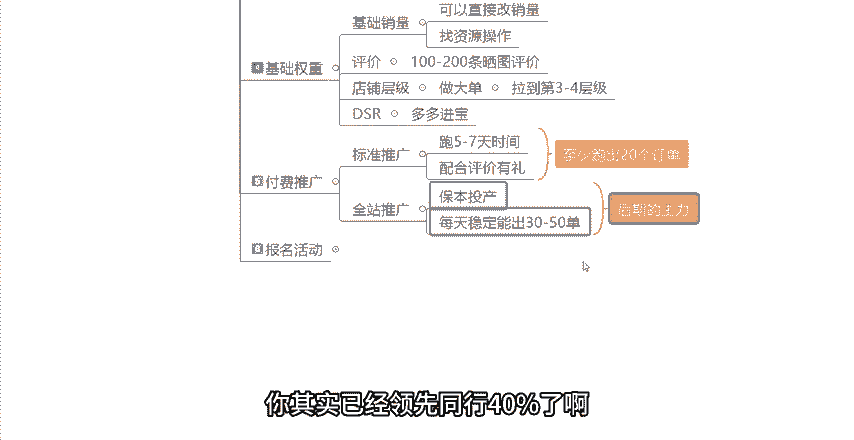 可以直接改销量
基础销量
找资源操作
基础权重
评价 100-200条晒图评价
店铺层级 做大单 拉到第3-4层级
DSR 多多进宝
跑5-7天时间
标准推广
至少跑出20个订单
配合评价有礼
付费推广
保本投产
全站推广
后期的主力
每天稳定能出30-50单
报名活动
你其实已经领先同行40%了啊